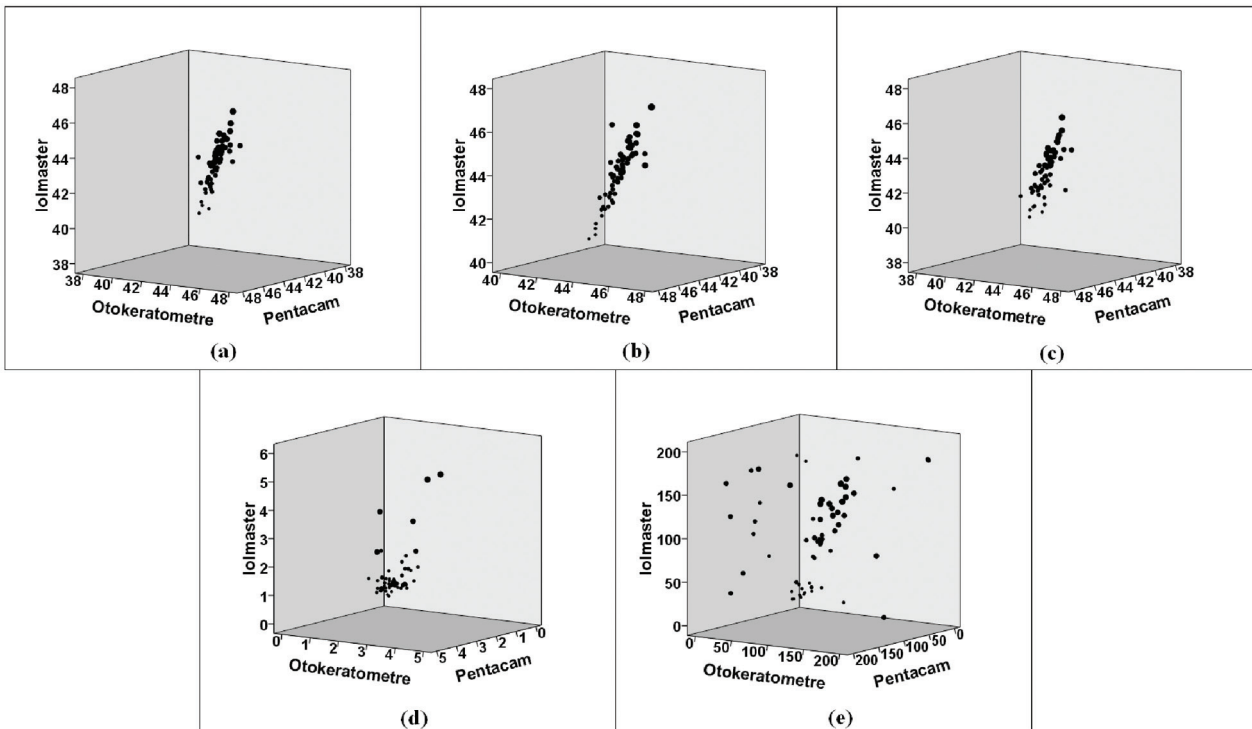 48
46
44
42
40
38
Iolmaster
38 40 42 44 46 48
Otokeratometre
48 46 44 42 40 38
Pentacam
(a)
48
46
44
42
40
Iolmaster
40 42 44 46 48
Otokeratometre
48 46 44 42 40 38
Pentacam
(b)
48
46
44
42
40
38
Iolmaster
38 40 42 44 46 48
Otokeratometre
48 46 44 42 40 38
Pentacam
(c)
6
5
4
3
2
1
0
Iolmaster
0 1 2 3 4 5
Otokeratometre
5 4 3 2 1 0
Pentacam
(d)
200
150
100
50
0
Iolmaster
0 50 100 150 200
Otokeratometre
200 150 100 50 0
Pentacam
(e)